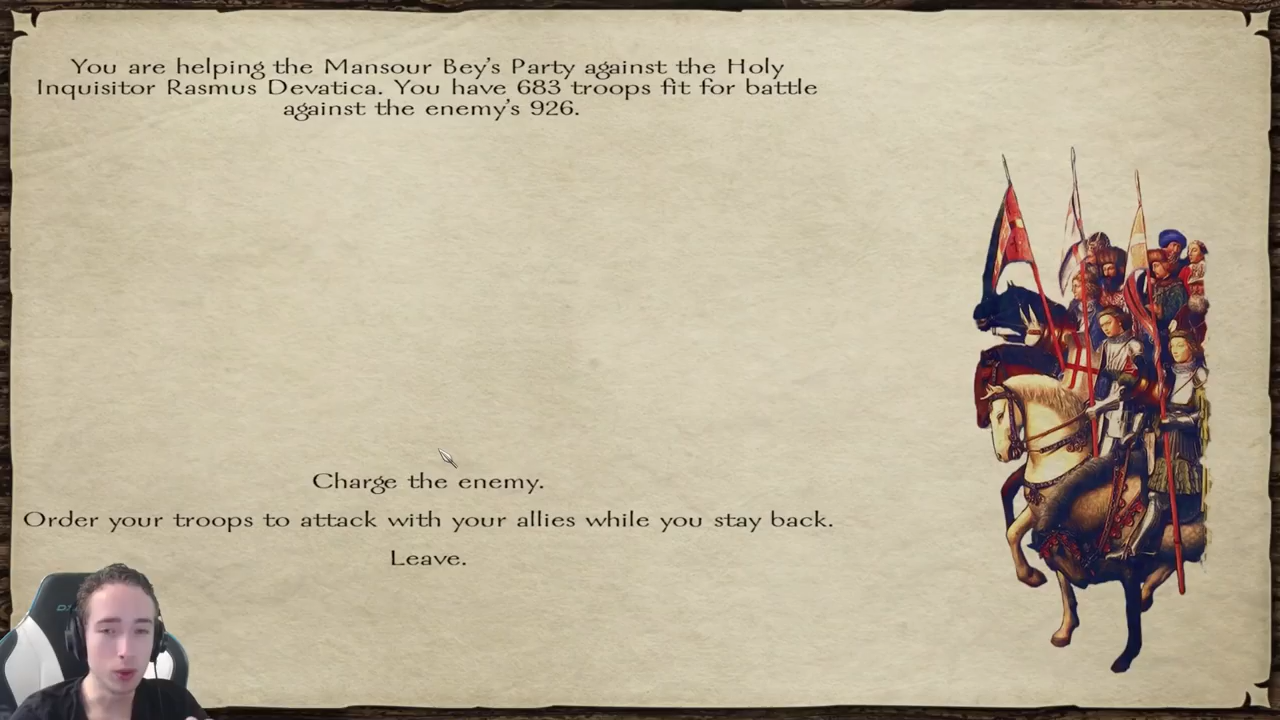 You are helping the Mansour Bey's Party against the Holy
Inquisitor Rasmus Devatica. You have 683 troops fit for battle
against the enemy's 926.
Charge the enemy.
Order your troops to attack with your allies while you stay back.
Leave.